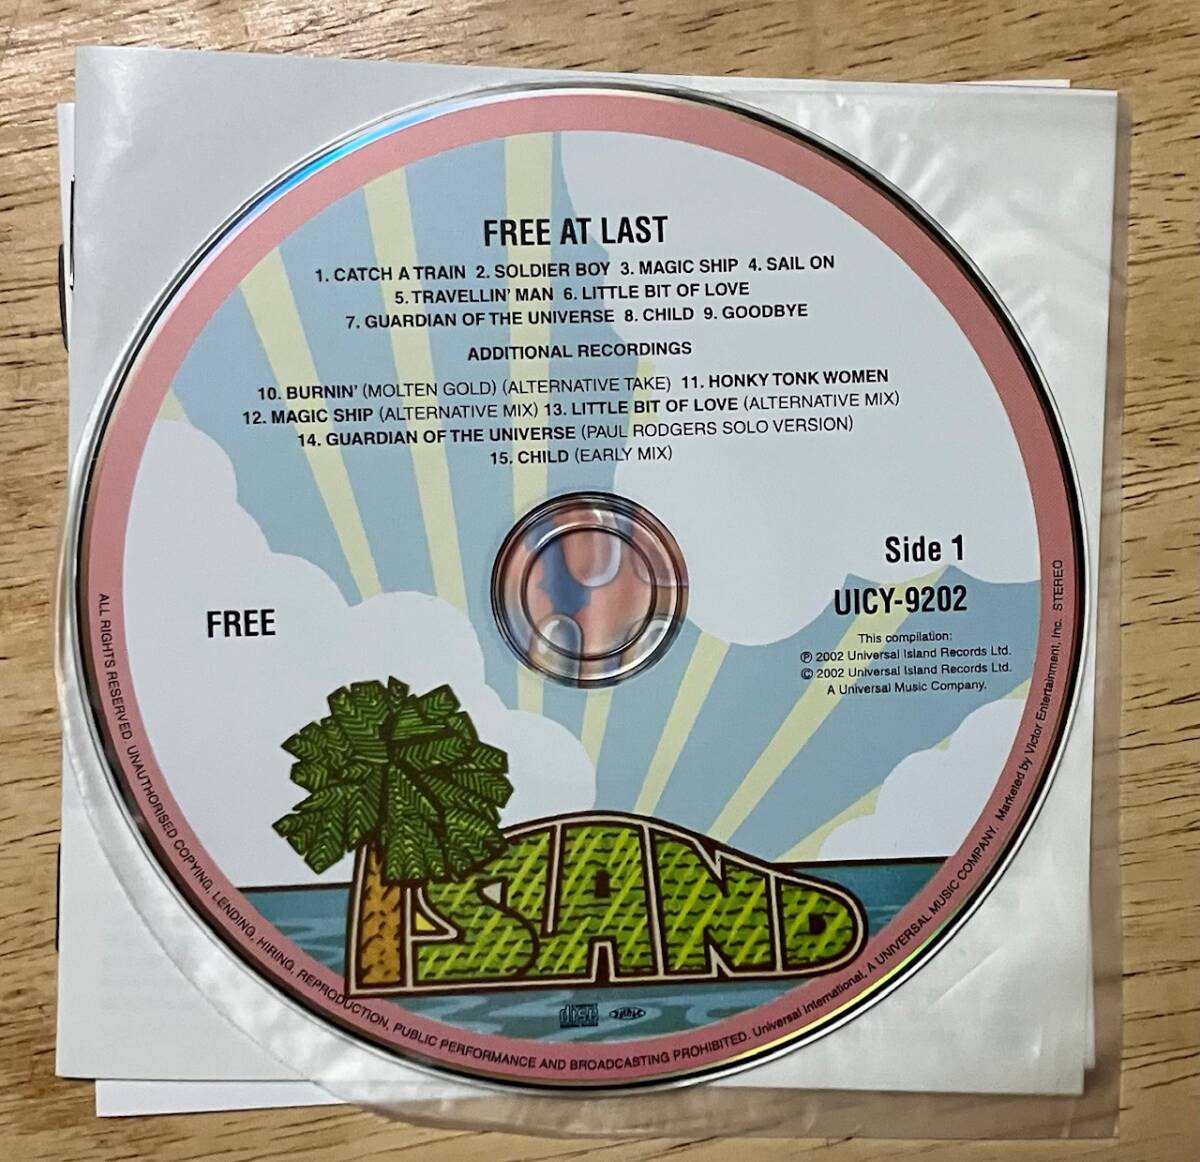 FREE AT LAST
1. CATCH A TRAIN 2. SOLDIER BOY 3. MAGIC SHIP 4. SAIL ON
5. TRAVELLIN' MAN 6. LITTLE BIT OF LOVE
7. GUARDIAN OF THE UNIVERSE 8. CHILD 9. GOODBYE
ADDITIONAL RECORDINGS
10. BURNIN' (MOLTEN GOLD) (ALTERNATIVE TAKE) 11. HONKY TONK WOMEN
12. MAGIC SHIP (ALTERNATIVE MIX) 13. LITTLE BIT OF LOVE (ALTERNATIVE MIX)
14. GUARDIAN OF THE UNIVERSE (PAUL RODGERS SOLO VERSION)
15. CHILD (EARLY MIX)
Side 1
UICY-9202
FREE
This compilation:
℗ 2002 Universal Island Records Ltd.
© 2002 Universal Island Records Ltd.
A Universal Music Company.
ISLAND
disc
ALL RIGHTS RESERVED. UNAUTHORISED COPYING, LENDING, HIRING, REPRODUCTION, PUBLIC PERFORMANCE AND BROADCASTING PROHIBITED. Universal International, A UNIVERSAL MUSIC COMPANY. Marketed by Victor Entertainment, Inc. STEREO